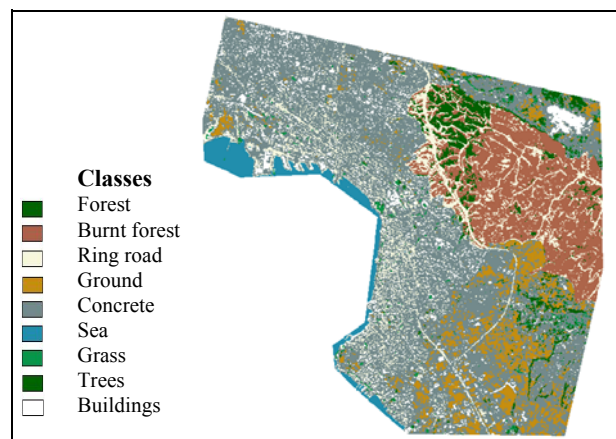 Classes
Forest
Burnt forest
Ring road
Ground
Concrete
Sea
Grass
Trees
Buildings